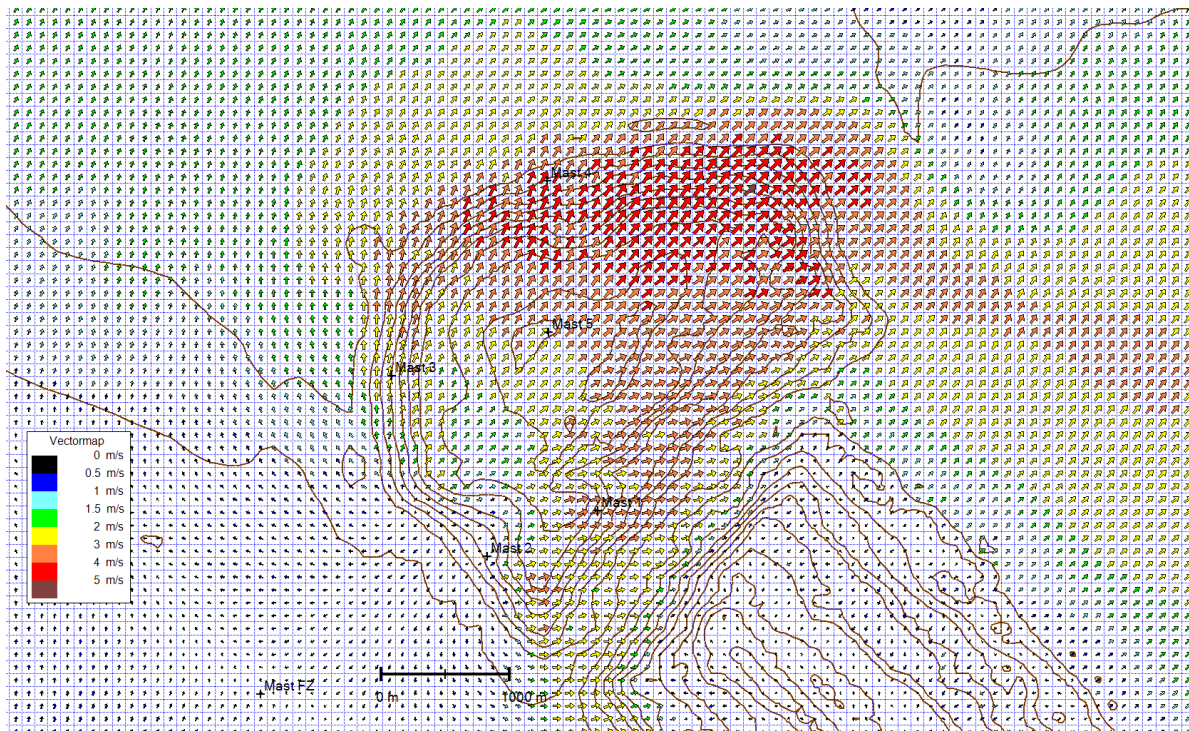 Mast 4
Mast 5
Mast 3
Vectormap
0 m/s
0.5 m/s
1 m/s
1.5 m/s
2 m/s
3 m/s
4 m/s
5 m/s
Mast 1
Mast 2
Mast FZ
0 m
1000 m